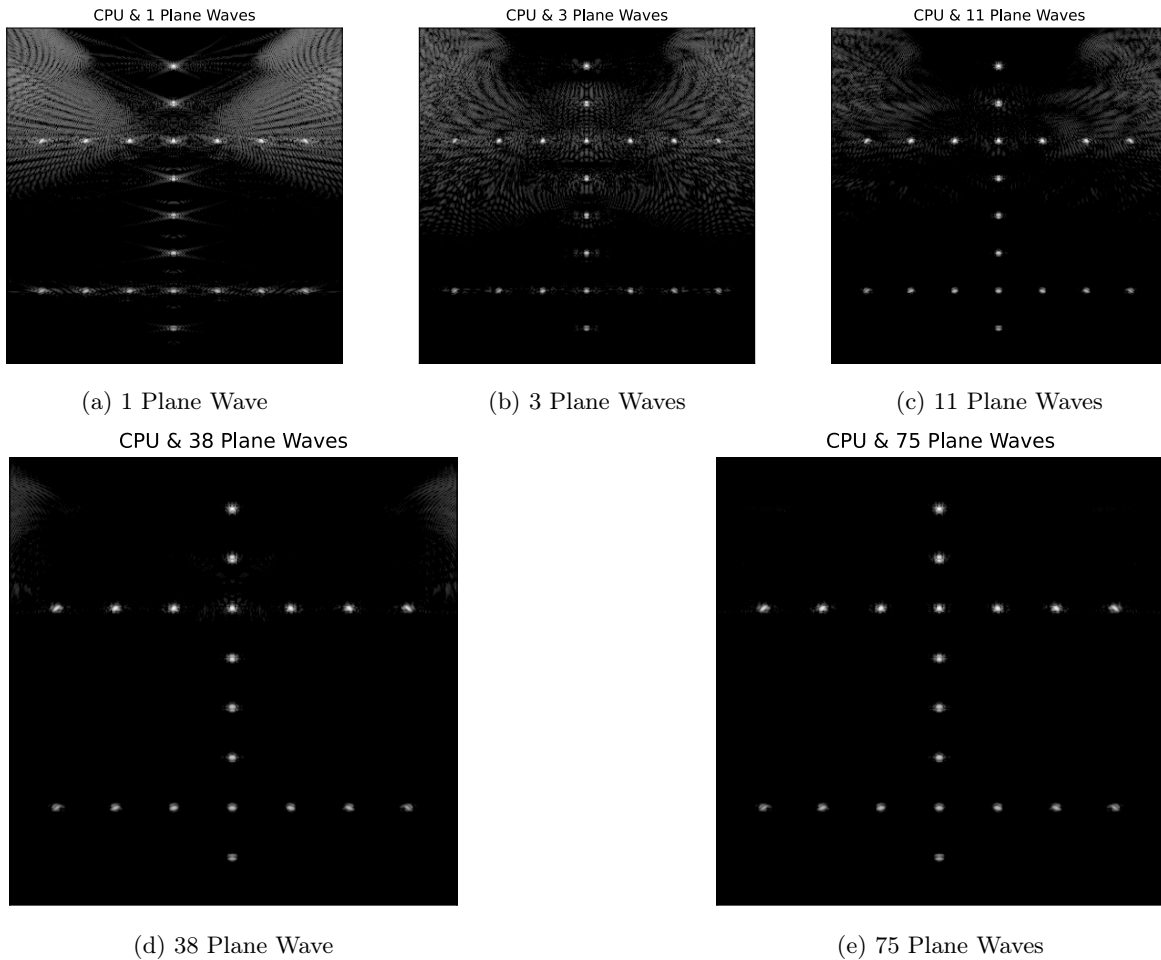 CPU & 1 Plane Waves
CPU & 3 Plane Waves
CPU & 11 Plane Waves
(a) 1 Plane Wave
(b) 3 Plane Waves
(c) 11 Plane Waves
CPU & 38 Plane Waves
CPU & 75 Plane Waves
(d) 38 Plane Wave
(e) 75 Plane Waves